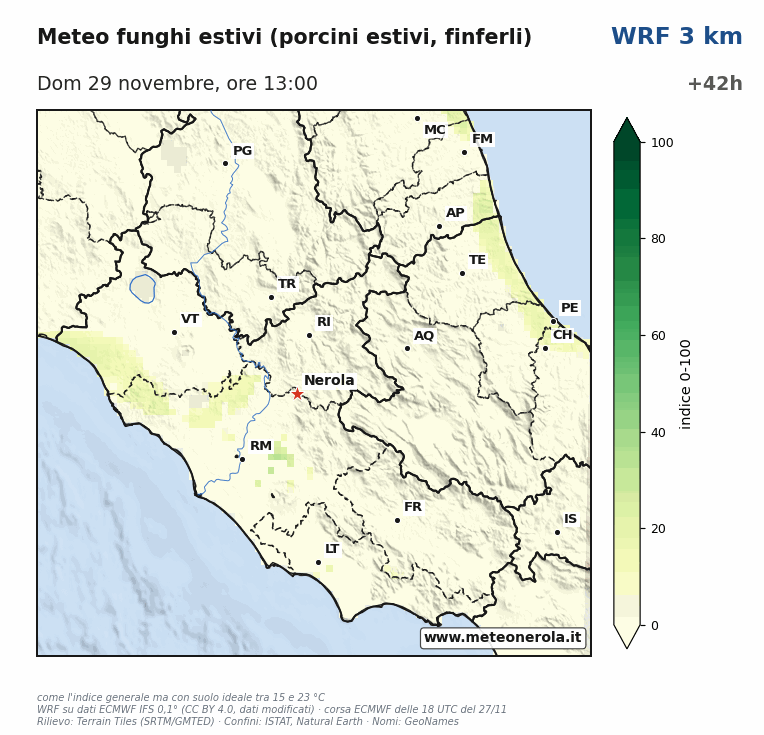 Meteo funghi estivi (porcini estivi, finferli)
WRF 3 km
Dom 29 novembre, ore 13:00
+42h
MC
FM
PG
AP
TE
TR
PE
VT
RI
AQ
CH
Nerola
RM
FR
IS
LT
www.meteonerola.it
100
80
60
40
20
0
indice 0-100
come l'indice generale ma con suolo ideale tra 15 e 23 °C
WRF su dati ECMWF IFS 0,1° (CC BY 4.0, dati modificati) · corsa ECMWF delle 18 UTC del 27/11
Rilievo: Terrain Tiles (SRTM/GMTED) · Confini: ISTAT, Natural Earth · Nomi: GeoNames